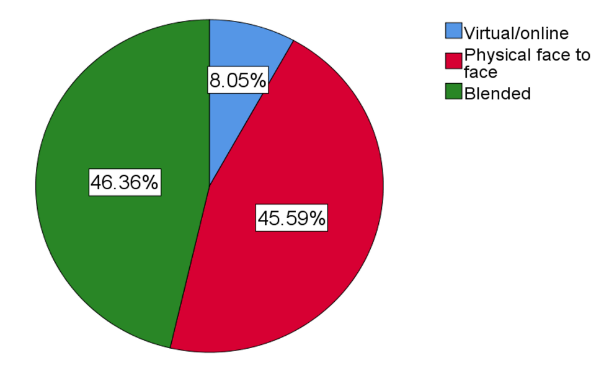 Virtual/online
Physical face to
face
Blended
8.05%
46.36%
45.59%